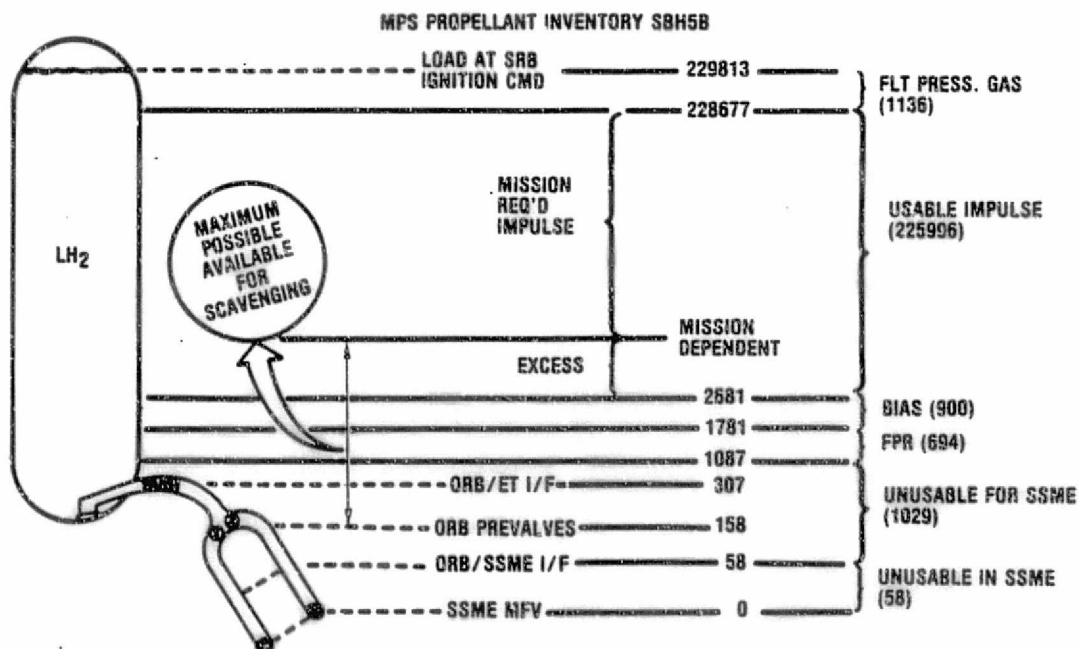 MPS PROPELLANT INVENTORY SBH5B
LOAD AT SRB
IGNITION CMD
229813
FLT PRESS. GAS
(1136)
228677
MISSION
REQ'D
IMPULSE
USABLE IMPULSE
(225996)
LH2
MAXIMUM
POSSIBLE
AVAILABLE
FOR
SCAVENGING
MISSION
DEPENDENT
EXCESS
2681
BIAS (900)
1781
FPR (694)
1087
ORB/ET I/F
307
UNUSABLE FOR SSME
(1029)
ORB PREVALVES
158
ORB/SSME I/F
58
UNUSABLE IN SSME
(58)
SSME MFV
0